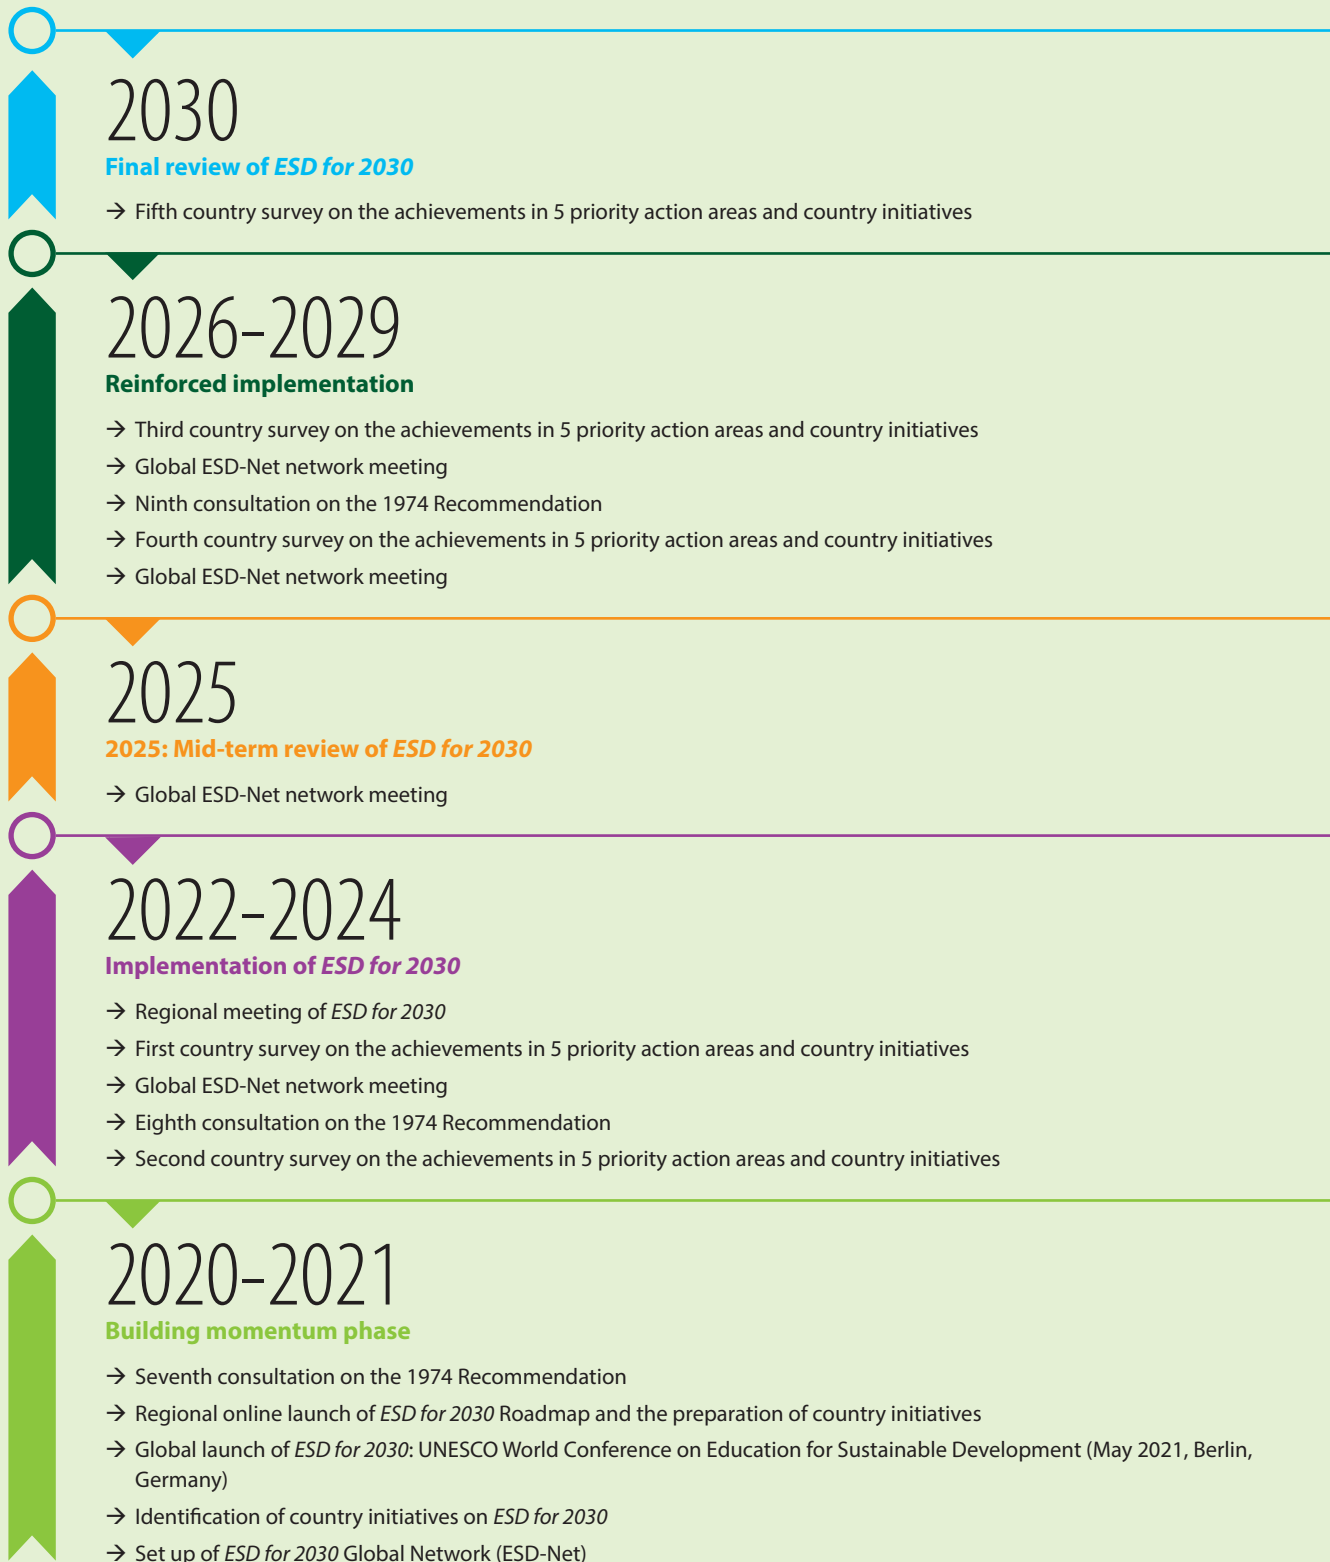 2030
Final review of ESD for 2030
→ Fifth country survey on the achievements in 5 priority action areas and country initiatives
2026–2029
Reinforced implementation
→ Third country survey on the achievements in 5 priority action areas and country initiatives
→ Global ESD-Net network meeting
→ Ninth consultation on the 1974 Recommendation
→ Fourth country survey on the achievements in 5 priority action areas and country initiatives
→ Global ESD-Net network meeting
2025
2025: Mid-term review of ESD for 2030
→ Global ESD-Net network meeting
2022–2024
Implementation of ESD for 2030
→ Regional meeting of ESD for 2030
→ First country survey on the achievements in 5 priority action areas and country initiatives
→ Global ESD-Net network meeting
→ Eighth consultation on the 1974 Recommendation
→ Second country survey on the achievements in 5 priority action areas and country initiatives
2020–2021
Building momentum phase
→ Seventh consultation on the 1974 Recommendation
→ Regional online launch of ESD for 2030 Roadmap and the preparation of country initiatives
→ Global launch of ESD for 2030: UNESCO World Conference on Education for Sustainable Development (May 2021, Berlin,
Germany)
→ Identification of country initiatives on ESD for 2030
→ Set up of ESD for 2030 Global Network (ESD-Net)